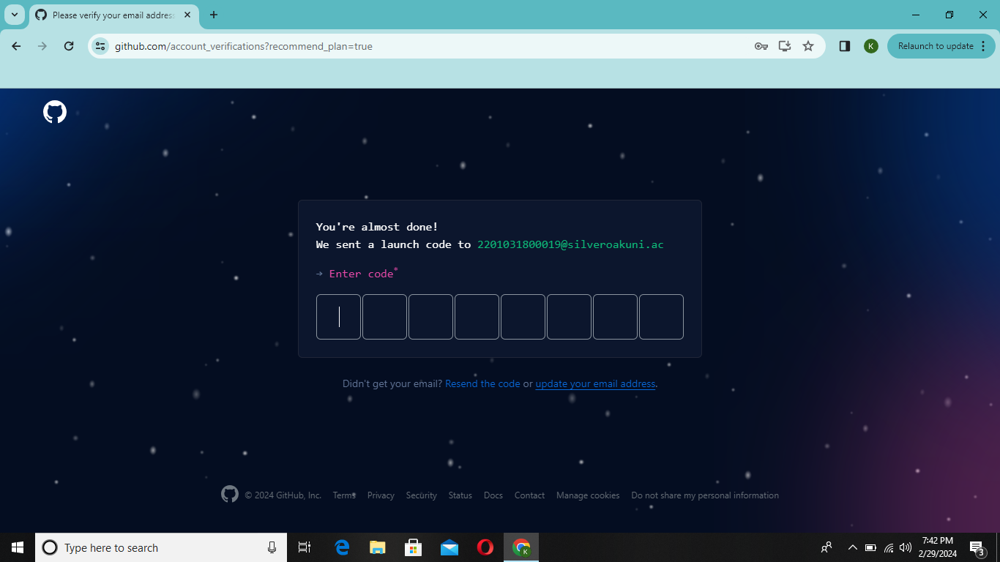 Please verify your email address
github.com/account_verifications?recommend_plan=true
K
Relaunch to update
You're almost done!
We sent a launch code to 2201031800019@silveroakuni.ac
→ Enter code*
Didn't get your email? Resend the code or update your email address.
© 2024 GitHub, Inc. Terms Privacy Security Status Docs Contact Manage cookies Do not share my personal information
Type here to search
K
7:42 PM
2/29/2024
3